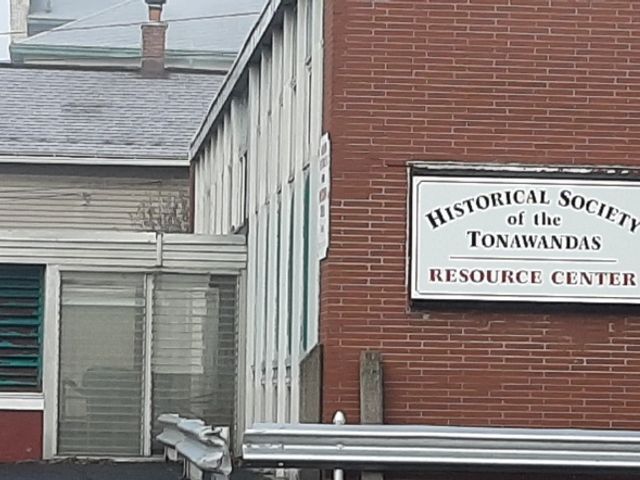 HISTORICAL SOCIETY
of the
TONAWANDAS
RESOURCE CENTER